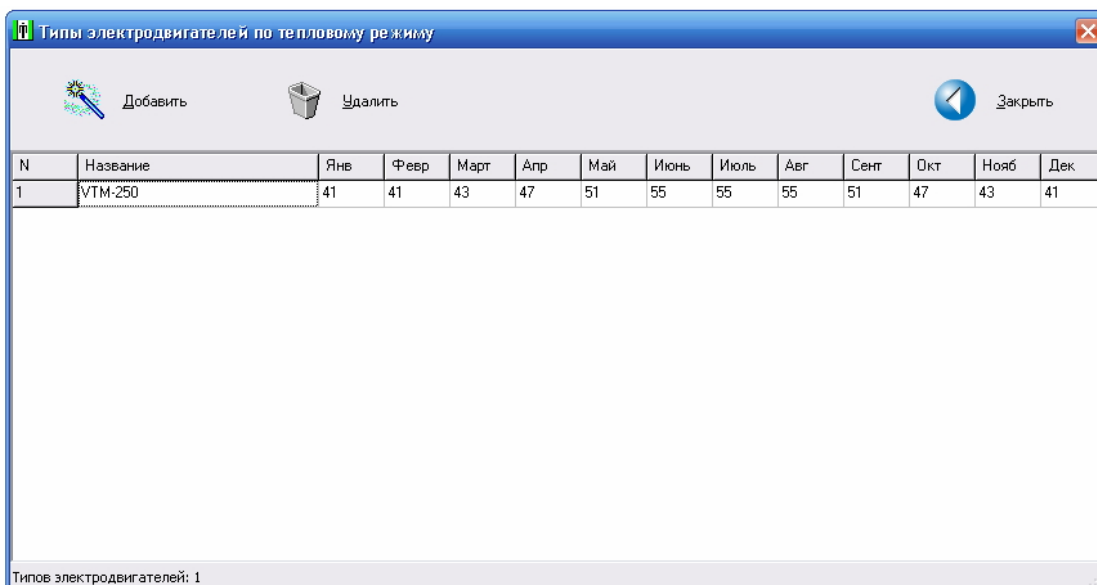 Типы электродвигателей по тепловому режиму
Добавить Удалить Закрыть
N Название Янв Февр Март Апр Май Июнь Июль Авг Сент Окт Нояб Дек
1 VTM-250 41 41 43 47 51 55 55 55 51 47 43 41
Типов электродвигателей: 1